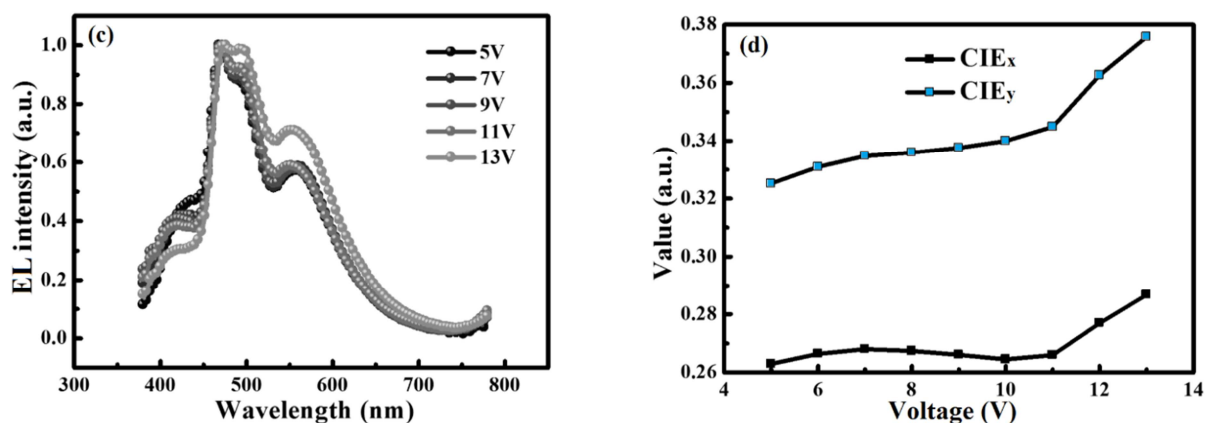 (c)
5V
7V
9V
11V
13V
EL intensity (a.u.)
1.0
0.8
0.6
0.4
0.2
0.0
300 400 500 600 700 800
Wavelength (nm)
(d)
CIEx
CIEy
Value (a.u.)
0.38
0.36
0.34
0.32
0.30
0.28
0.26
4 6 8 10 12 14
Voltage (V)